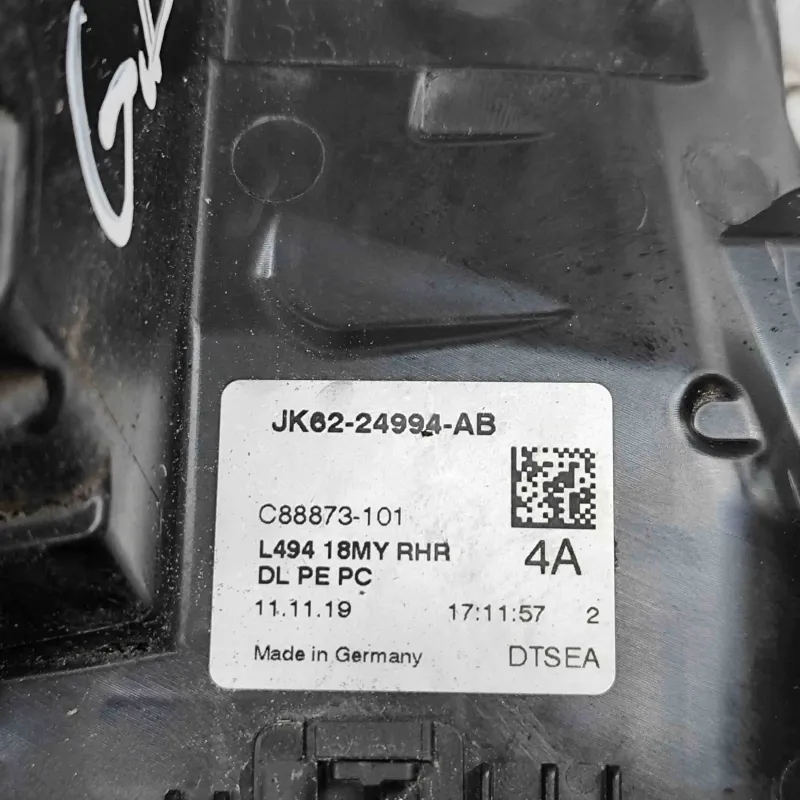 JK62-24994-AB
C88873-101
L494 18MY RHR
4A
DL PE PC
11.11.19 17:11:57 2
Made in Germany DTSEA